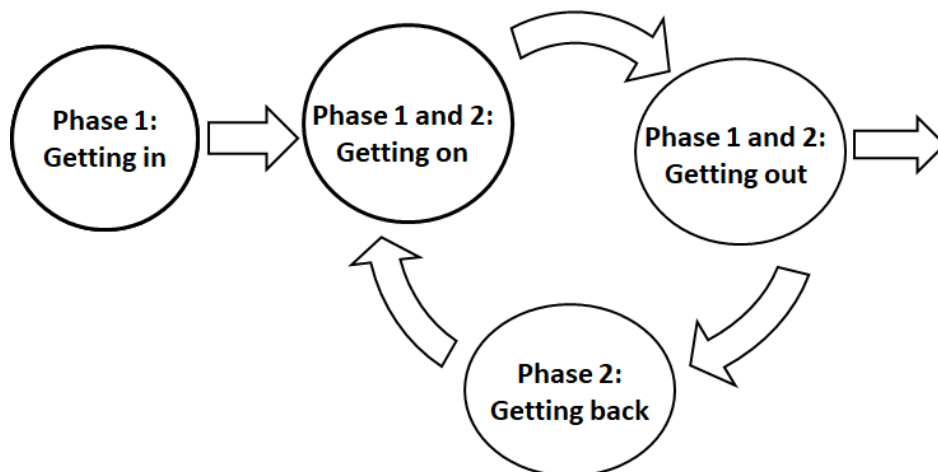 Phase 1:
Getting in
Phase 1 and 2:
Getting on
Phase 1 and 2:
Getting out
Phase 2:
Getting back